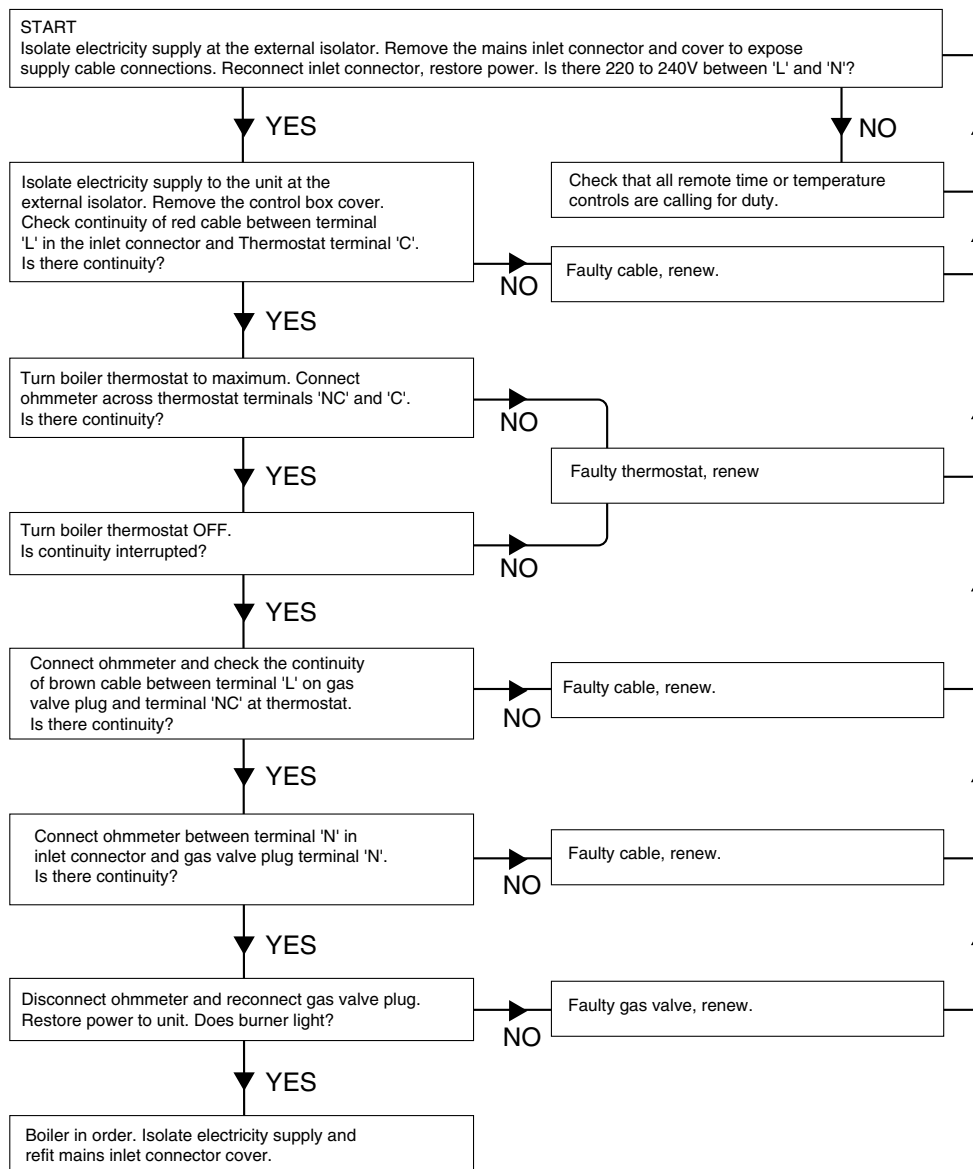 START
Isolate electricity supply at the external isolator. Remove the mains inlet connector and cover to expose
supply cable connections. Reconnect inlet connector, restore power. Is there 220 to 240V between 'L' and 'N'?
YES
NO
Isolate electricity supply to the unit at the
external isolator. Remove the control box cover.
Check continuity of red cable between terminal
'L' in the inlet connector and Thermostat terminal 'C'.
Is there continuity?
Check that all remote time or temperature
controls are calling for duty.
NO
Faulty cable, renew.
YES
Turn boiler thermostat to maximum. Connect
ohmmeter across thermostat terminals 'NC' and 'C'.
Is there continuity?
NO
YES
Faulty thermostat, renew
Turn boiler thermostat OFF.
Is continuity interrupted?
NO
YES
Connect ohmmeter and check the continuity
of brown cable between terminal 'L' on gas
valve plug and terminal 'NC' at thermostat.
Is there continuity?
NO
Faulty cable, renew.
YES
Connect ohmmeter between terminal 'N' in
inlet connector and gas valve plug terminal 'N'.
Is there continuity?
NO
Faulty cable, renew.
YES
Disconnect ohmmeter and reconnect gas valve plug.
Restore power to unit. Does burner light?
NO
Faulty gas valve, renew.
YES
Boiler in order. Isolate electricity supply and
refit mains inlet connector cover.